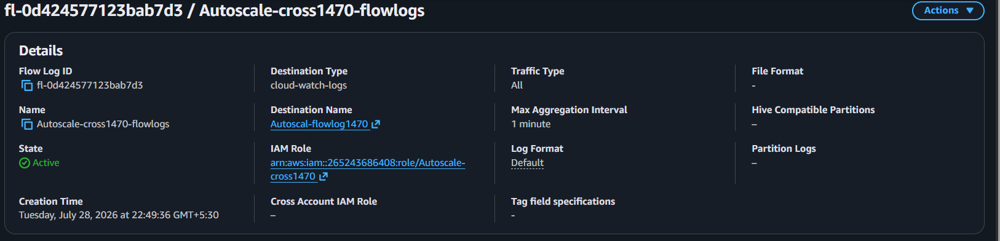 fl-0d424577123bab7d3 / Autoscale-cross1470-flowlogs
Actions
Details
Flow Log ID
fl-0d424577123bab7d3
Destination Type
cloud-watch-logs
Traffic Type
All
File Format
-
Name
Autoscale-cross1470-flowlogs
Destination Name
Autoscal-flowlog1470
Max Aggregation Interval
1 minute
Hive Compatible Partitions
–
State
Active
IAM Role
arn:aws:iam::265243686408:role/Autoscale-
cross1470
Log Format
Default
Partition Logs
–
Creation Time
Tuesday, July 28, 2026 at 22:49:36 GMT+5:30
Cross Account IAM Role
–
Tag field specifications
-